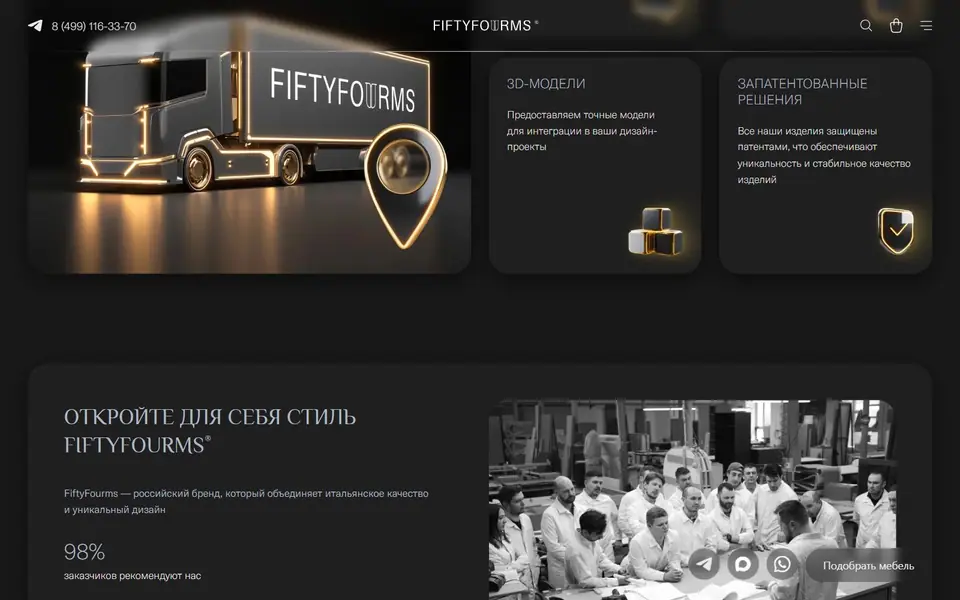 8 (499) 116-33-70
FIFTYFOURMS®
FIFTYFOURMS
3D-МОДЕЛИ
Предоставляем точные модели
для интеграции в ваши дизайн-
проекты
ЗАПАТЕНТОВАННЫЕ
РЕШЕНИЯ
Все наши изделия защищены
патентами, что обеспечивают
уникальность и стабильное качество
изделий
ОТКРОЙТЕ ДЛЯ СЕБЯ СТИЛЬ
FIFTYFOURMS®
FiftyFourms — российский бренд, который объединяет итальянское качество
и уникальный дизайн
98%
заказчиков рекомендуют нас
Подобрать мебель